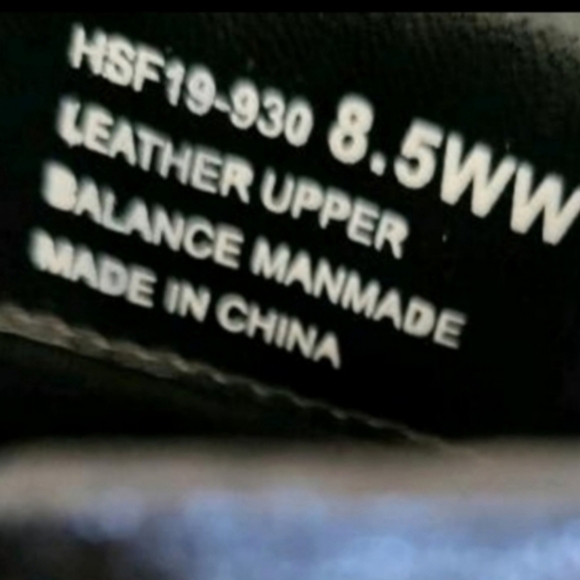 HSF19-930 8.5WW
LEATHER UPPER
BALANCE MANMADE
MADE IN CHINA